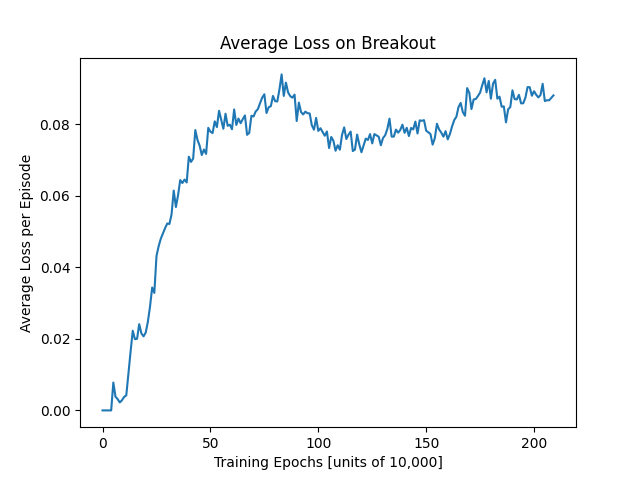 Average Loss on Breakout
Average Loss per Episode
0.08
0.06
0.04
0.02
0.00
0 50 100 150 200
Training Epochs [units of 10,000]